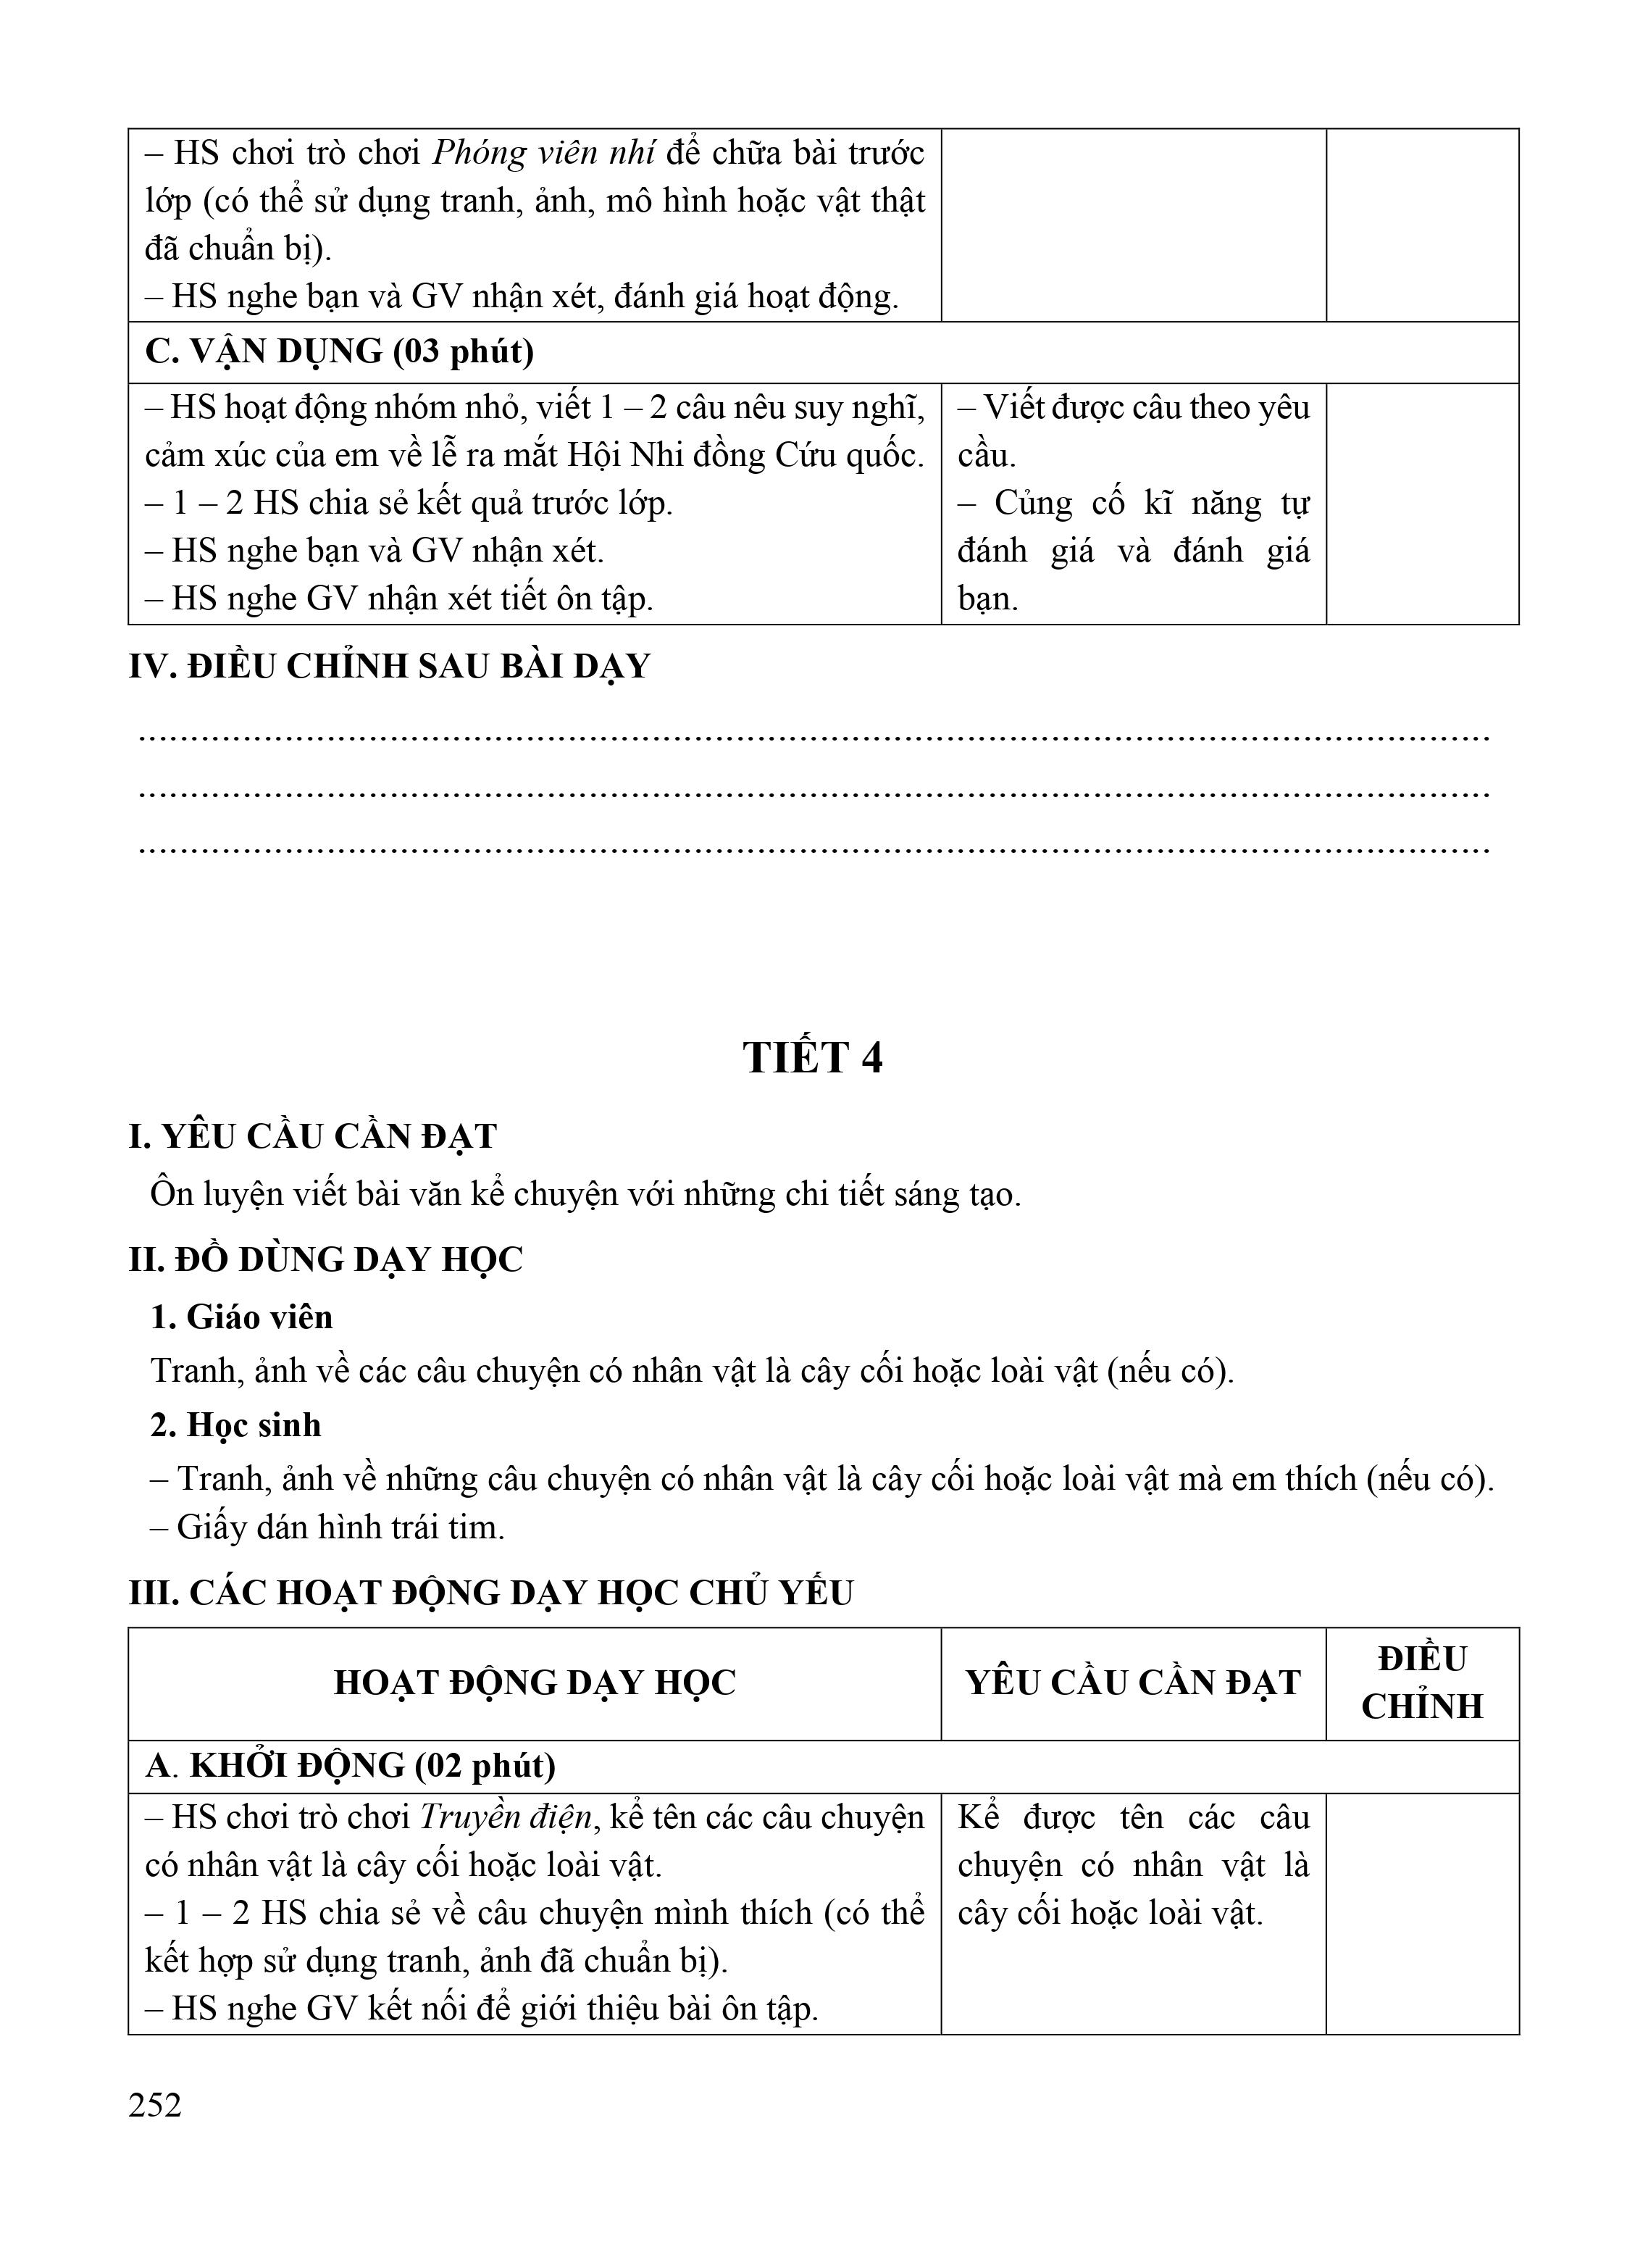 – HS chơi trò chơi Phóng viên nhí để chữa bài trước
lớp (có thể sử dụng tranh, ảnh, mô hình hoặc vật thật
đã chuẩn bị).
– HS nghe bạn và GV nhận xét, đánh giá hoạt động.
C. VẬN DỤNG (03 phút)
– HS hoạt động nhóm nhỏ, viết 1 – 2 câu nêu suy nghĩ,
cảm xúc của em về lễ ra mắt Hội Nhi đồng Cứu quốc.
– 1 – 2 HS chia sẻ kết quả trước lớp.
– HS nghe bạn và GV nhận xét.
– HS nghe GV nhận xét tiết ôn tập.
– Viết được câu theo yêu
cầu.
– Củng cố kĩ năng tự
đánh giá và đánh giá
bạn.
IV. ĐIỀU CHỈNH SAU BÀI DẠY
................................................................................
................................................................................
................................................................................
TIẾT 4
I. YÊU CẦU CẦN ĐẠT
Ôn luyện viết bài văn kể chuyện với những chi tiết sáng tạo.
II. ĐỒ DÙNG DẠY HỌC
1. Giáo viên
Tranh, ảnh về các câu chuyện có nhân vật là cây cối hoặc loài vật (nếu có).
2. Học sinh
– Tranh, ảnh về những câu chuyện có nhân vật là cây cối hoặc loài vật mà em thích (nếu có).
– Giấy dán hình trái tim.
III. CÁC HOẠT ĐỘNG DẠY HỌC CHỦ YẾU
HOẠT ĐỘNG DẠY HỌC
YÊU CẦU CẦN ĐẠT
ĐIỀU
CHỈNH
A. KHỞI ĐỘNG (02 phút)
– HS chơi trò chơi Truyền điện, kể tên các câu chuyện
có nhân vật là cây cối hoặc loài vật.
– 1 – 2 HS chia sẻ về câu chuyện mình thích (có thể
kết hợp sử dụng tranh, ảnh đã chuẩn bị).
– HS nghe GV kết nối để giới thiệu bài ôn tập.
Kể được tên các câu
chuyện có nhân vật là
cây cối hoặc loài vật.
252